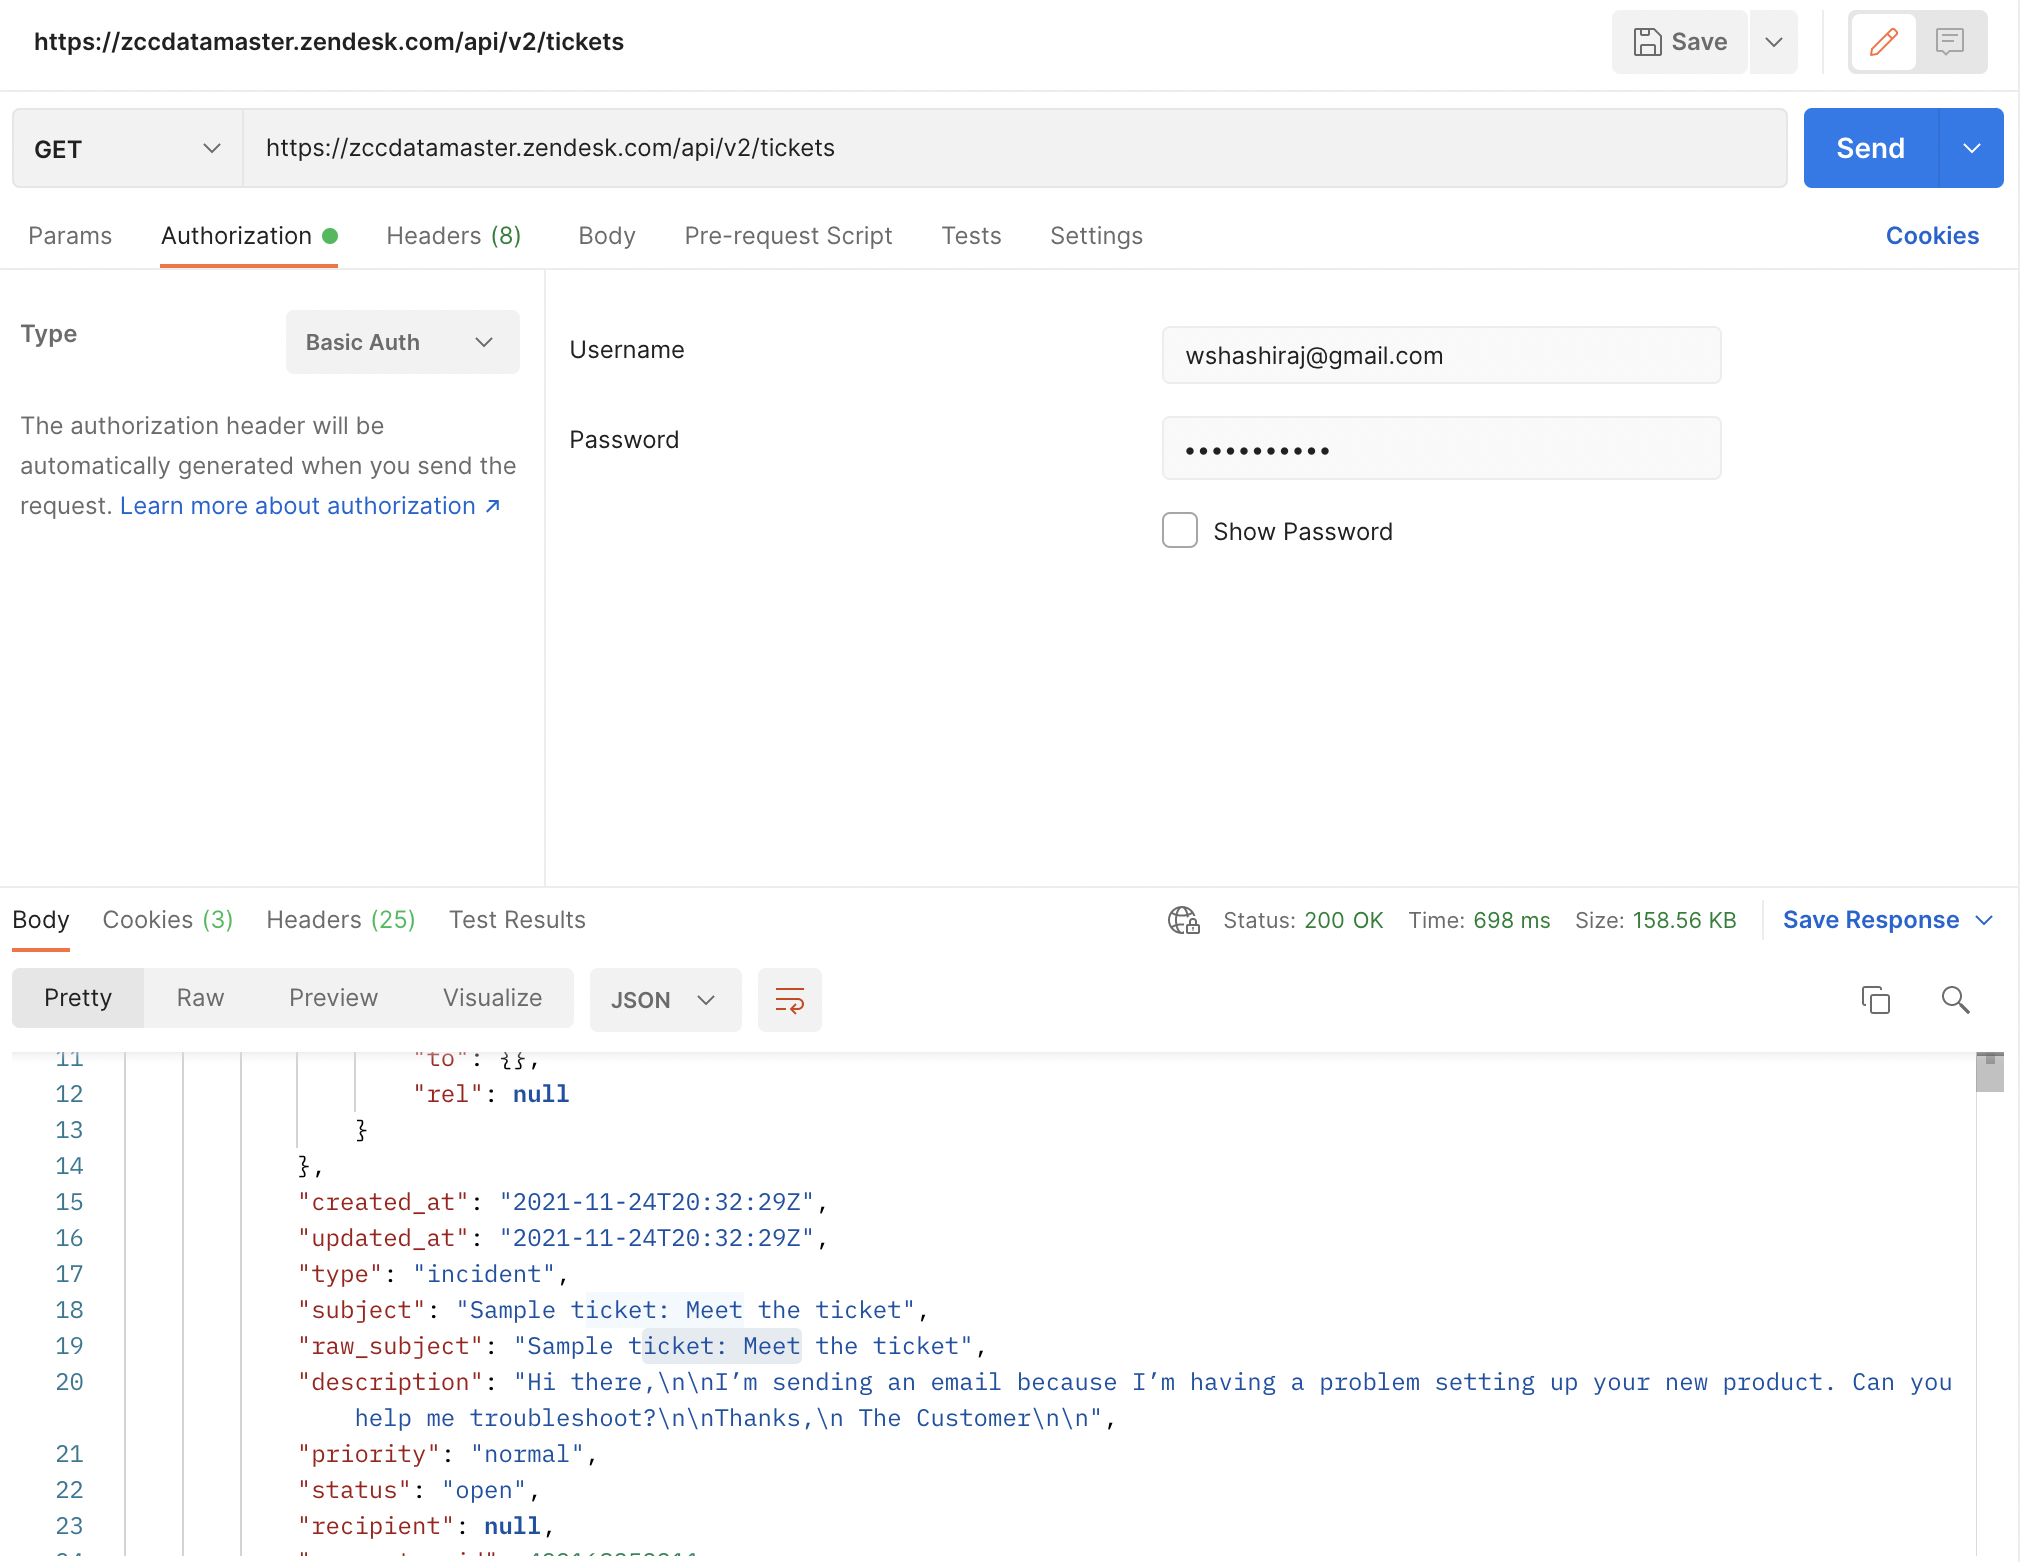 https://zccdatamaster.zendesk.com/api/v2/tickets
Save
GET
https://zccdatamaster.zendesk.com/api/v2/tickets
Send
Params Authorization Headers (8) Body Pre-request Script Tests Settings Cookies
Type
Basic Auth
The authorization header will be
automatically generated when you send the
request. Learn more about authorization ↗
Username
wshashiraj@gmail.com
Password
•••••••••••
Show Password
Body Cookies (3) Headers (25) Test Results Status: 200 OK Time: 698 ms Size: 158.56 KB Save Response
Pretty Raw Preview Visualize JSON
11 "to": {},
12 "rel": null
13 }
14 },
15 "created_at": "2021-11-24T20:32:29Z",
16 "updated_at": "2021-11-24T20:32:29Z",
17 "type": "incident",
18 "subject": "Sample ticket: Meet the ticket",
19 "raw_subject": "Sample ticket: Meet the ticket",
20 "description": "Hi there,\n\nI’m sending an email because I’m having a problem setting up your new product. Can you
help me troubleshoot?\n\nThanks,\n The Customer\n\n",
21 "priority": "normal",
22 "status": "open",
23 "recipient": null,